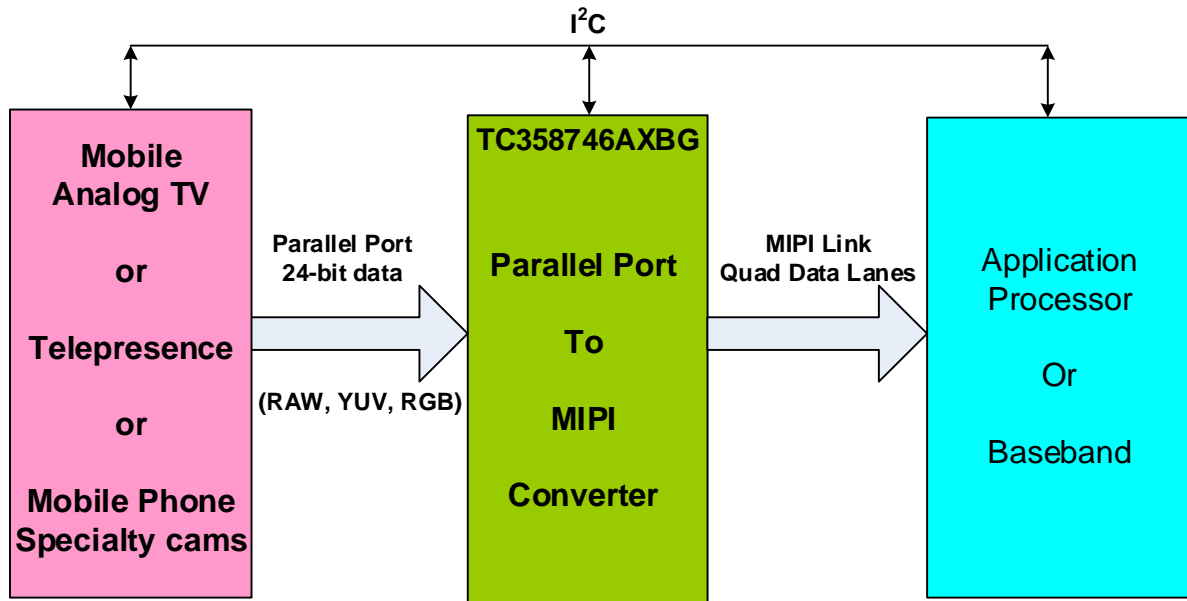 I²C
Mobile
Analog TV
or
Telepresence
or
Mobile Phone
Specialty cams
Parallel Port
24-bit data
(RAW, YUV, RGB)
TC358746AXBG
Parallel Port
To
MIPI
Converter
MIPI Link
Quad Data Lanes
Application
Processor
Or
Baseband